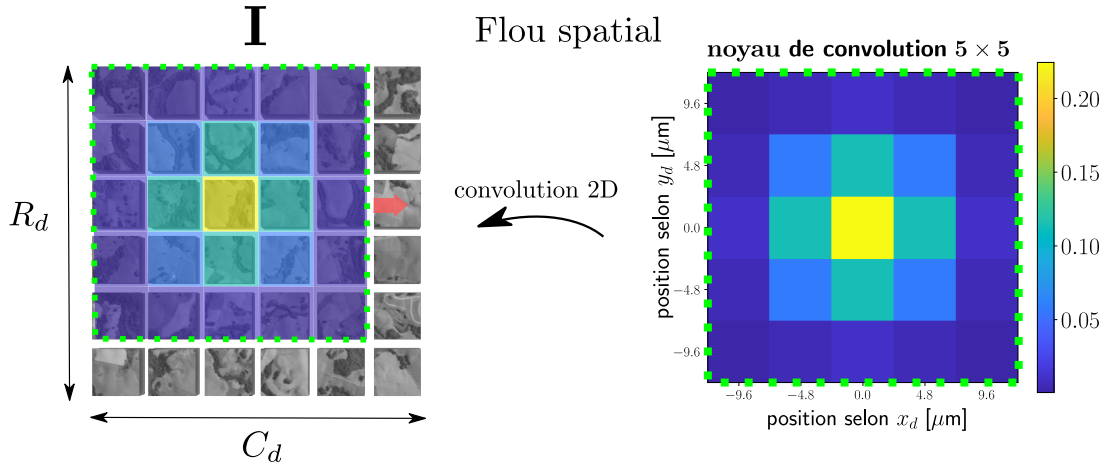 Flou spatial
I
R_d
C_d
convolution 2D
noyau de convolution 5 × 5
position selon y_d [μm]
9.6
4.8
0.0
−4.8
−9.6
−9.6
−4.8
0.0
4.8
9.6
position selon x_d [μm]
0.20
0.15
0.10
0.05